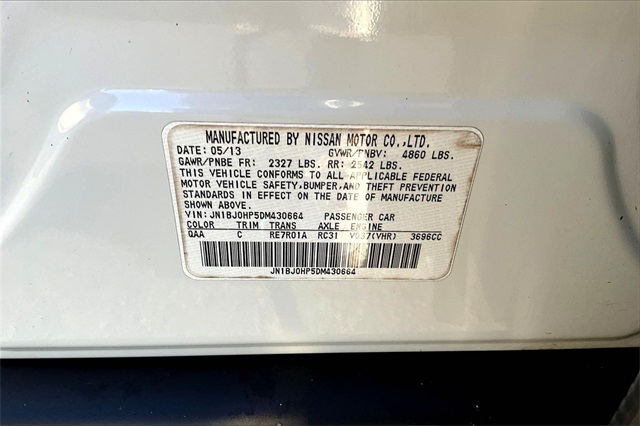 MANUFACTURED BY NISSAN MOTOR CO.,LTD.
DATE: 05/13 GVWR/PNBV: 4860 LBS.
GAWR/PNBE FR: 2327 LBS. RR: 2542 LBS.
THIS VEHICLE CONFORMS TO ALL APPLICABLE FEDERAL
MOTOR VEHICLE SAFETY,BUMPER,AND THEFT PREVENTION
STANDARDS IN EFFECT ON THE DATE OF MANUFACTURE
SHOWN ABOVE.
VIN: JN1BJ0HP5DM430664 PASSENGER CAR
COLOR TRIM TRANS AXLE ENGINE
QAA C RE7R01A RC31 VQ37(VHR) 3696CC
JN1BJ0HP5DM430664